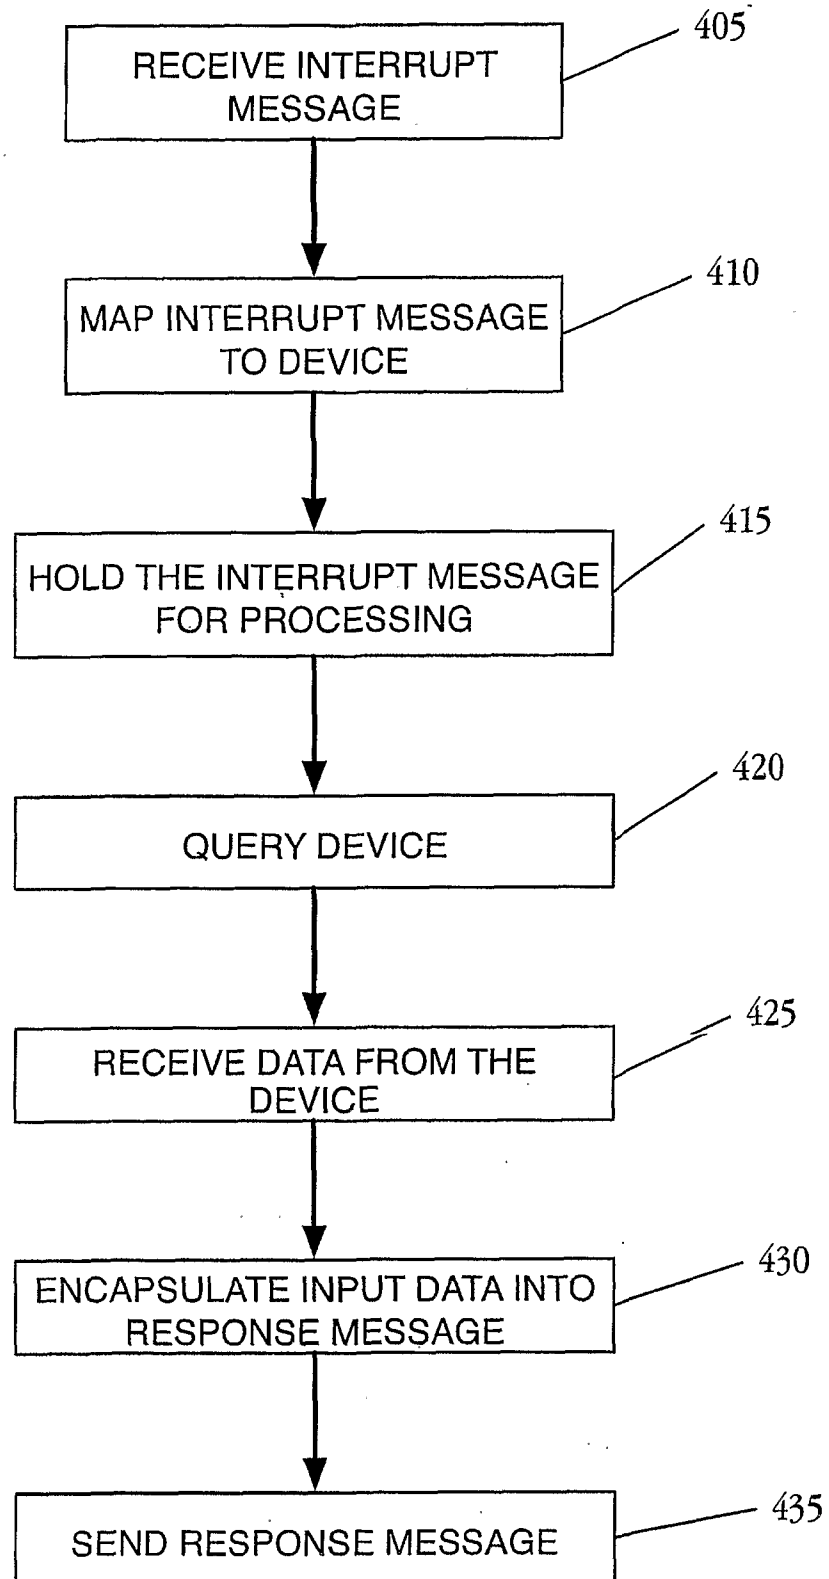 405
RECEIVE INTERRUPT
MESSAGE
410
MAP INTERRUPT MESSAGE
TO DEVICE
415
HOLD THE INTERRUPT MESSAGE
FOR PROCESSING
420
QUERY DEVICE
425
RECEIVE DATA FROM THE
DEVICE
430
ENCAPSULATE INPUT DATA INTO
RESPONSE MESSAGE
435
SEND RESPONSE MESSAGE